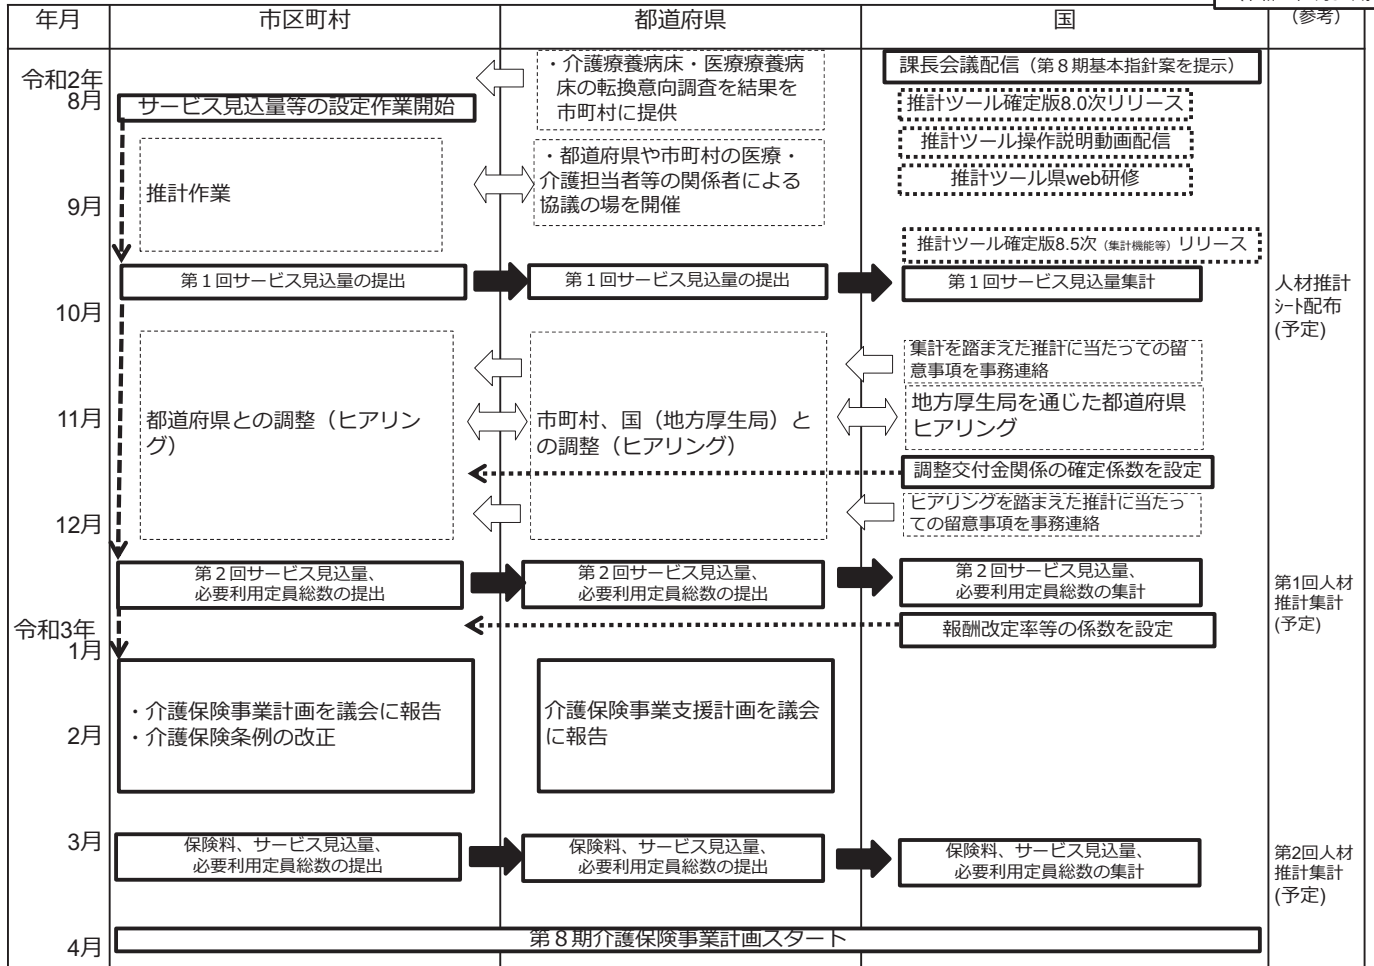 年月
市区町村
都道府県
国
（参考）
令和2年
8月
9月
10月
11月
12月
令和3年
1月
2月
3月
4月
サービス見込量等の設定作業開始
推計作業
第１回サービス見込量の提出
都道府県との調整（ヒアリン
グ）
第２回サービス見込量、
必要利用定員総数の提出
・介護保険事業計画を議会に報告
・介護保険条例の改正
保険料、サービス見込量、
必要利用定員総数の提出
・介護療養病床・医療療養病
床の転換意向調査を結果を
市町村に提供
・都道府県や市町村の医療・
介護担当者等の関係者による
協議の場を開催
第１回サービス見込量の提出
市町村、国（地方厚生局）と
の調整（ヒアリング）
第２回サービス見込量、
必要利用定員総数の提出
介護保険事業支援計画を議会
に報告
保険料、サービス見込量、
必要利用定員総数の提出
課長会議配信（第８期基本指針案を提示）
推計ツール確定版8.0次リリース
推計ツール操作説明動画配信
推計ツール県web研修
推計ツール確定版8.5次（集計機能等）リリース
第１回サービス見込量集計
集計を踏まえた推計に当たっての留
意事項を事務連絡
地方厚生局を通じた都道府県
ヒアリング
調整交付金関係の確定係数を設定
ヒアリングを踏まえた推計に当たっ
ての留意事項を事務連絡
第２回サービス見込量、
必要利用定員総数の集計
報酬改定率等の係数を設定
保険料、サービス見込量、
必要利用定員総数の集計
人材推計
ｼｰﾄ配布
(予定)
第1回人材
推計集計
(予定)
第2回人材
推計集計
(予定)
第８期介護保険事業計画スタート